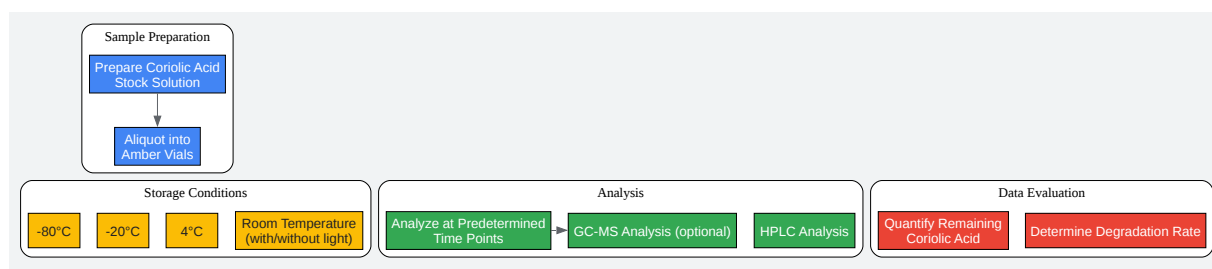 Sample Preparation
Prepare Coriolic Acid
Stock Solution
Aliquot into
Amber Vials
Storage Conditions
-80°C
-20°C
4°C
Room Temperature
(with/without light)
Analysis
Analyze at Predetermined
Time Points
GC-MS Analysis (optional)
HPLC Analysis
Data Evaluation
Quantify Remaining
Coriolic Acid
Determine Degradation Rate